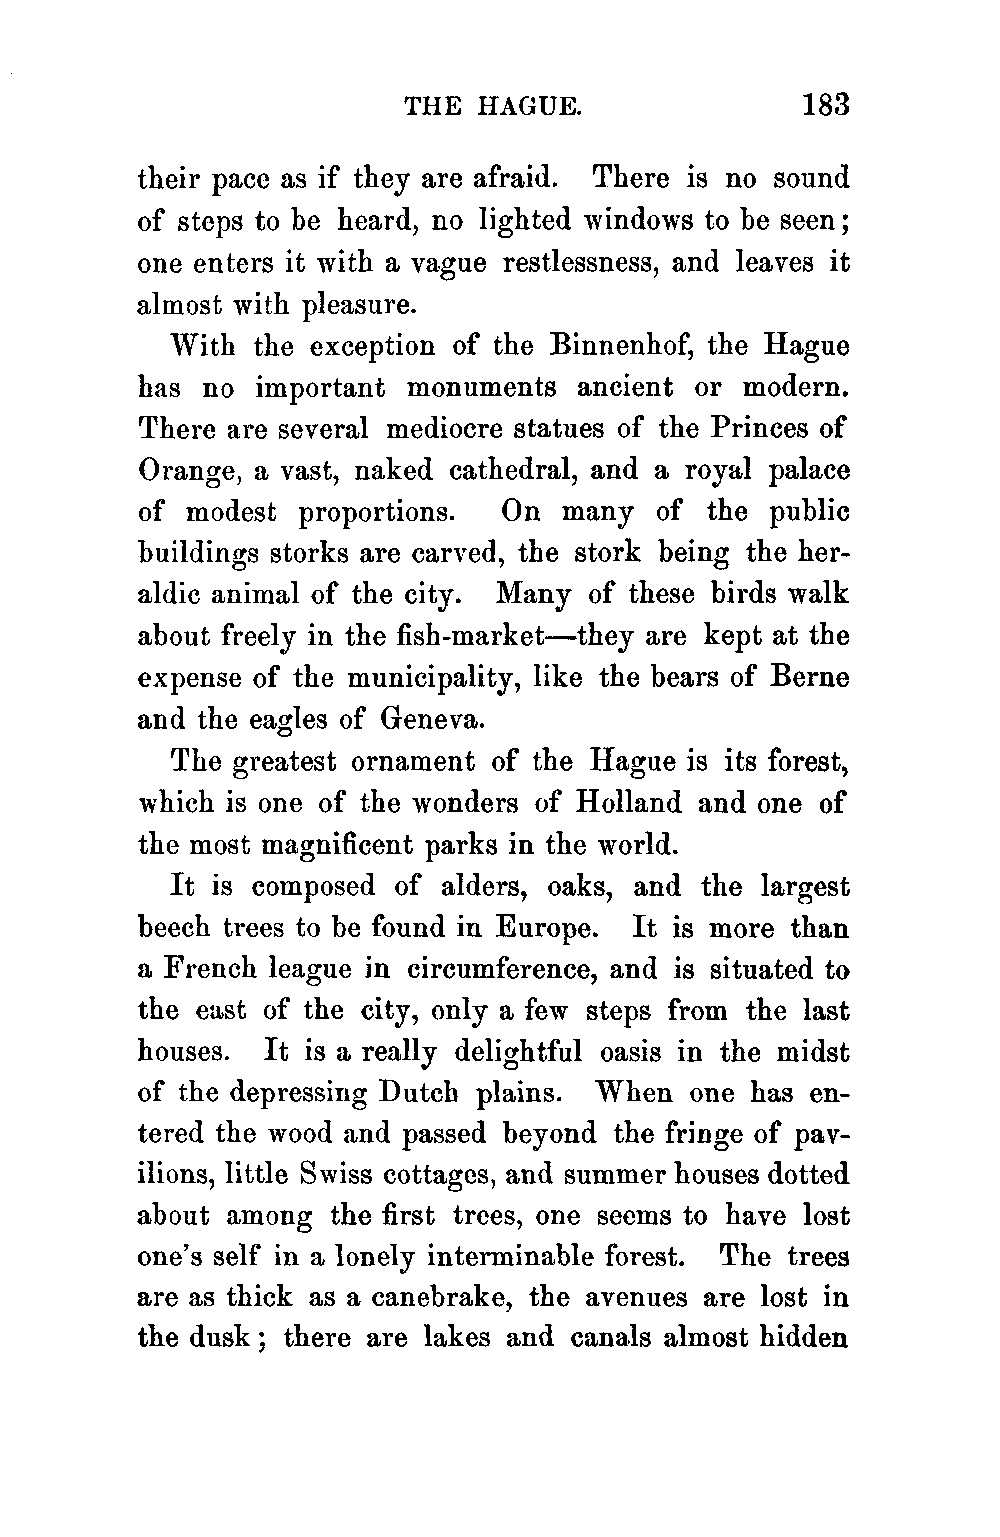 THE HAGUE. 183
their pace as if they are afraid. There is no sound
of steps to be heard, no lighted windows to be seen;
one enters it with a vague restlessness, and leaves it
almost with pleasure.
With the exception of the Binnenhof, the Hague
has no important monuments ancient or modern.
There are several mediocre statues of the Princes of
Orange, a vast, naked cathedral, and a royal palace
of modest proportions. On many of the public
buildings storks are carved, the stork being the her-
aldic animal of the city. Many of these birds walk
about freely in the fish-market—they are kept at the
expense of the municipality, like the bears of Berne
and the eagles of Geneva.
The greatest ornament of the Hague is its forest,
which is one of the wonders of Holland and one of
the most magnificent parks in the world.
It is composed of alders, oaks, and the largest
beech trees to be found in Europe. It is more than
a French league in circumference, and is situated to
the east of the city, only a few steps from the last
houses. It is a really delightful oasis in the midst
of the depressing Dutch plains. When one has en-
tered the wood and passed beyond the fringe of pav-
ilions, little Swiss cottages, and summer houses dotted
about among the first trees, one seems to have lost
one's self in a lonely interminable forest. The trees
are as thick as a canebrake, the avenues are lost in
the dusk; there are lakes and canals almost hidden